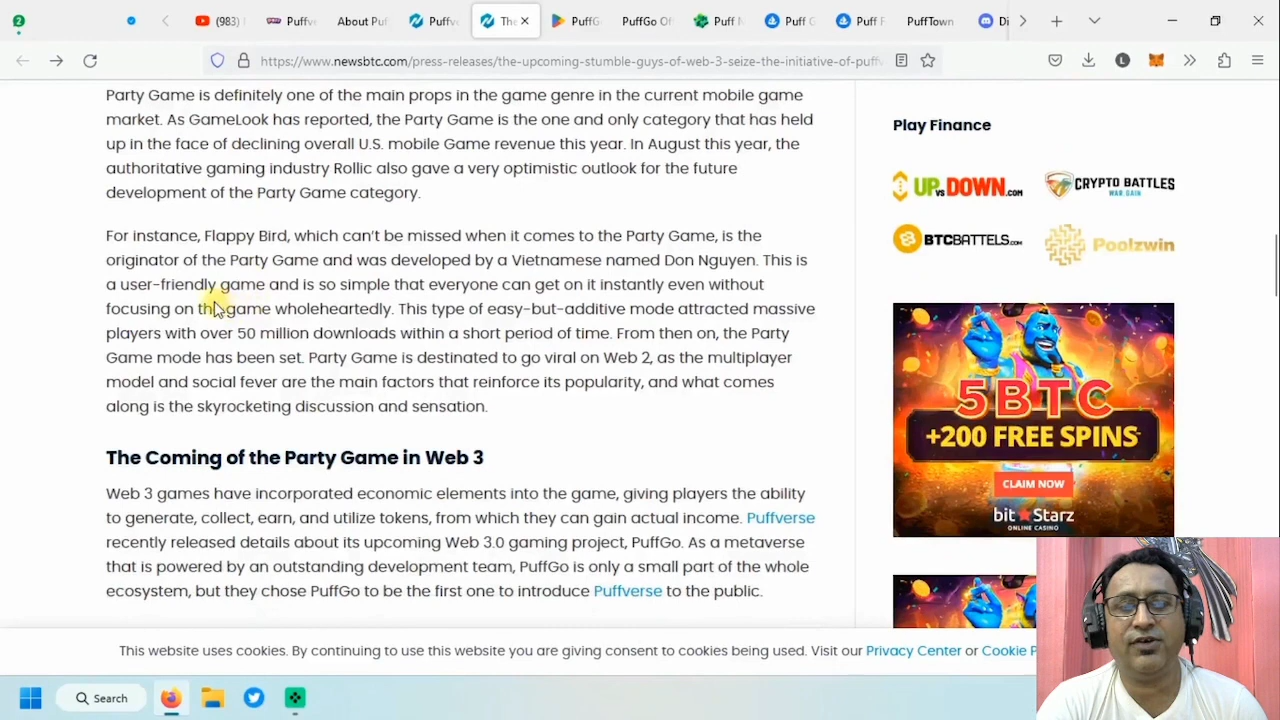 2
(983)
Puffve
About Puf
Puffve
The
PuffG
PuffGo Of
Puff N
Puff G
Puff F
PuffTown
Di
https://www.newsbtc.com/press-releases/the-upcoming-stumble-guys-of-web-3-seize-the-initiative-of-puff
L
Party Game is definitely one of the main props in the game genre in the current mobile game
market. As GameLook has reported, the Party Game is the one and only category that has held
up in the face of declining overall U.S. mobile Game revenue this year. In August this year, the
authoritative gaming industry Rollic also gave a very optimistic outlook for the future
development of the Party Game category.
For instance, Flappy Bird, which can't be missed when it comes to the Party Game, is the
originator of the Party Game and was developed by a Vietnamese named Don Nguyen. This is
a user-friendly game and is so simple that everyone can get on it instantly even without
focusing on the game wholeheartedly. This type of easy-but-additive mode attracted massive
players with over 50 million downloads within a short period of time. From then on, the Party
Game mode has been set. Party Game is destinated to go viral on Web 2, as the multiplayer
model and social fever are the main factors that reinforce its popularity, and what comes
along is the skyrocketing discussion and sensation.
The Coming of the Party Game in Web 3
Web 3 games have incorporated economic elements into the game, giving players the ability
to generate, collect, earn, and utilize tokens, from which they can gain actual income. Puffverse
recently released details about its upcoming Web 3.0 gaming project, PuffGo. As a metaverse
that is powered by an outstanding development team, PuffGo is only a small part of the whole
ecosystem, but they chose PuffGo to be the first one to introduce Puffverse to the public.
Play Finance
UPvsDOWN.com
CRYPTO BATTLES
WAR GAIN
BTCBATTELS.COM
Poolzwin
5BTC
+200 FREE SPINS
CLAIM NOW
bitStarz
ONLINE CASINO
This website uses cookies. By continuing to use this website you are giving consent to cookies being used. Visit our Privacy Center or Cookie P
Search